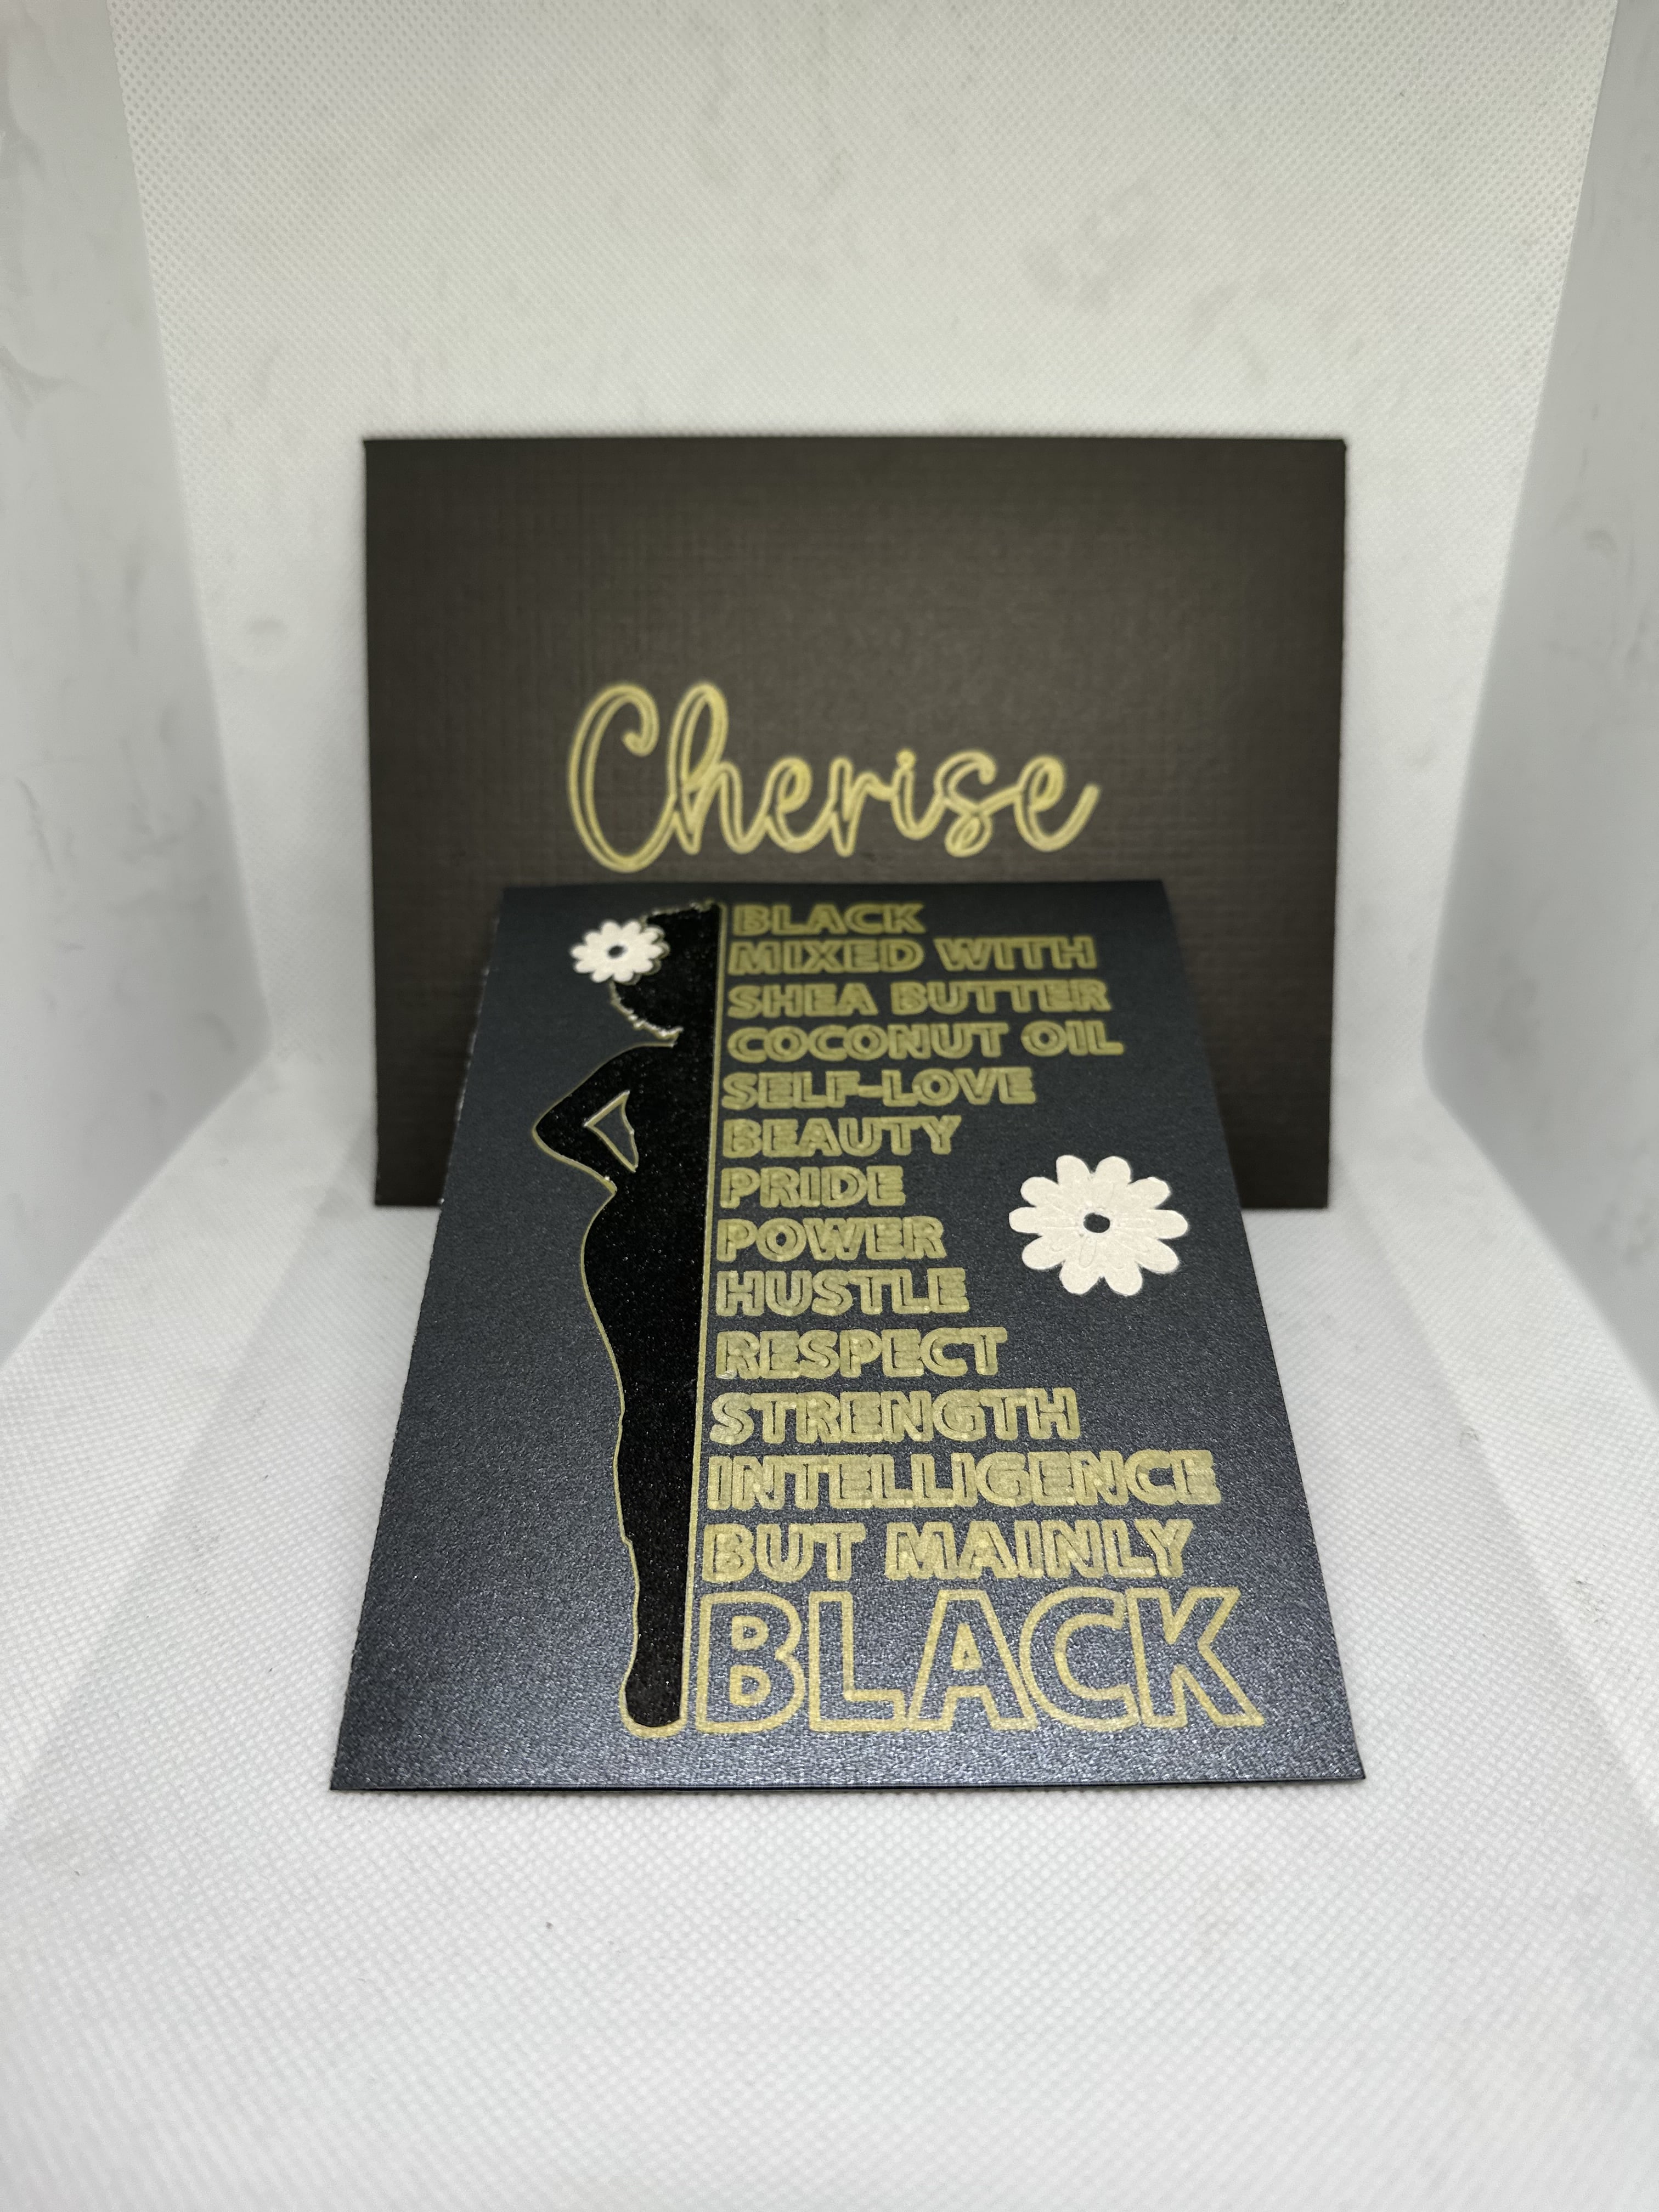 Cherise
BLACK
MIXED WITH
SHEA BUTTER
COCONUT OIL
SELF-LOVE
BEAUTY
PRIDE
POWER
HUSTLE
RESPECT
STRENGTH
INTELLIGENCE
BUT MAINLY
BLACK